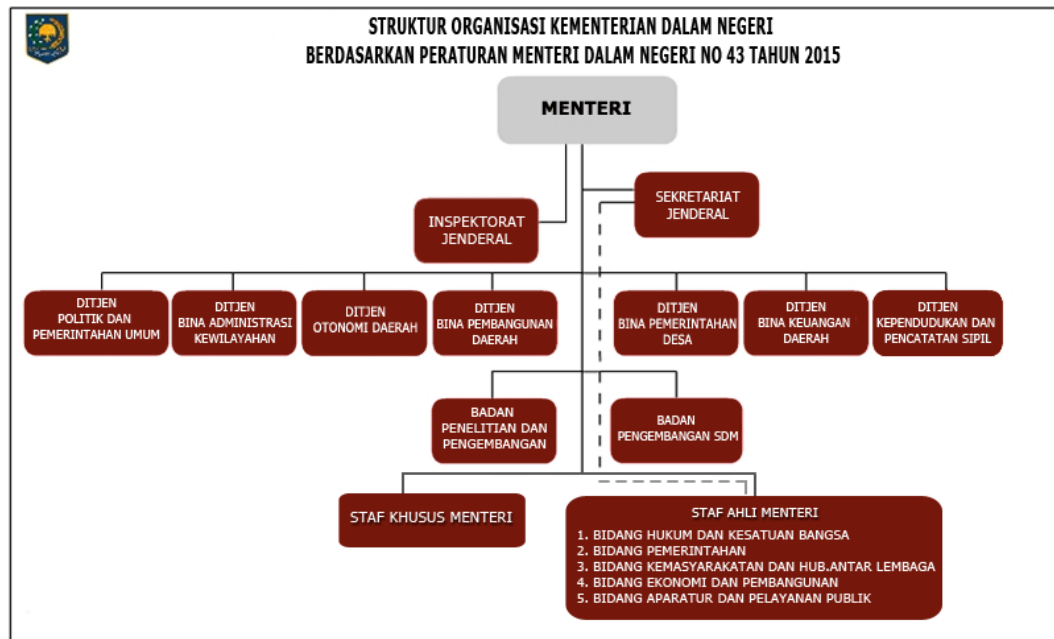 STRUKTUR ORGANISASI KEMENTERIAN DALAM NEGERI
BERDASARKAN PERATURAN MENTERI DALAM NEGERI NO 43 TAHUN 2015
MENTERI
SEKRETARIAT
JENDERAL
INSPEKTORAT
JENDERAL
DITJEN
POLITIK DAN
PEMERINTAHAN UMUM
DITJEN
BINA ADMINISTRASI
KEWILAYAHAN
DITJEN
OTONOMI DAERAH
DITJEN
BINA PEMBANGUNAN
DAERAH
DITJEN
BINA PEMERINTAHAN
DESA
DITJEN
BINA KEUANGAN
DAERAH
DITJEN
KEPENDUDUKAN DAN
PENCATATAN SIPIL
BADAN
PENELITIAN DAN
PENGEMBANGAN
BADAN
PENGEMBANGAN SDM
STAF KHUSUS MENTERI
STAF AHLI MENTERI
1. BIDANG HUKUM DAN KESATUAN BANGSA
2. BIDANG PEMERINTAHAN
3. BIDANG KEMASYARAKATAN DAN HUB.ANTAR LEMBAGA
4. BIDANG EKONOMI DAN PEMBANGUNAN
5. BIDANG APARATUR DAN PELAYANAN PUBLIK